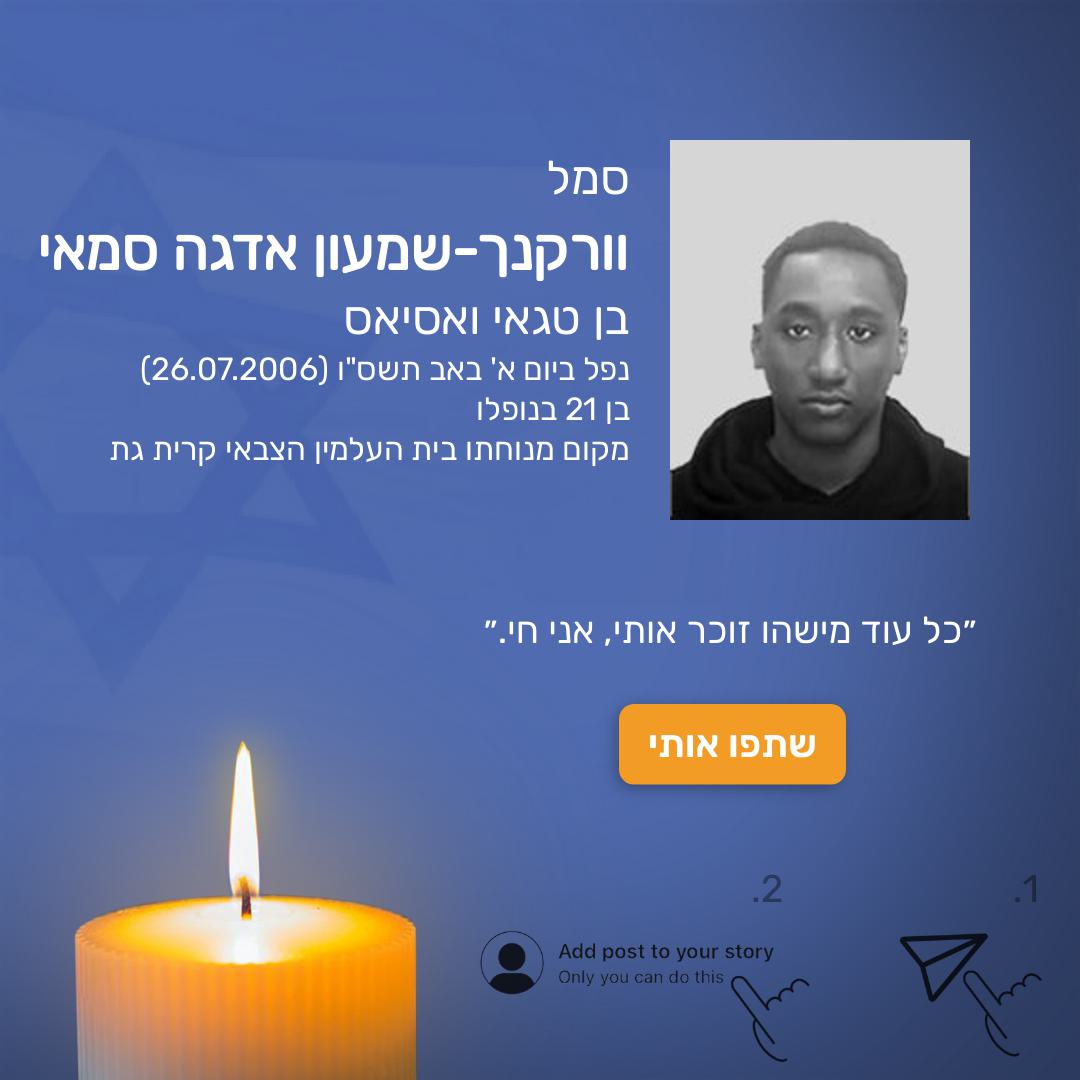 סמל
וורקנך-שמעון אדגה סמאי
בן טגאי ואסיאס
נפל ביום א' באב תשס"ו (26.07.2006)
בן 21 בנופלו
מקום מנוחתו בית העלמין הצבאי קרית גת
״כל עוד מישהו זוכר אותי, אני חי.״
שתפו אותי
1.
2.
Add post to your story
Only you can do this